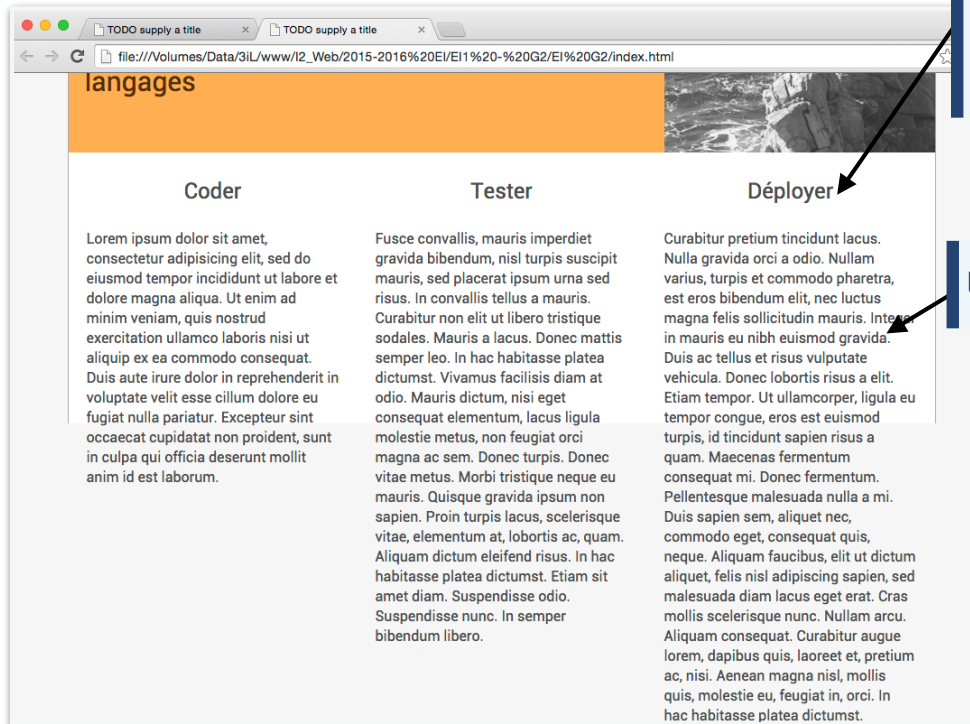 TODO supply a title
TODO supply a title
file:///Volumes/Data/3iL/www/I2_Web/2015-2016%20EI/EI1%20-%20G2/EI%20G2/index.html
langages
Coder
Lorem ipsum dolor sit amet,
consectetur adipisicing elit, sed do
eiusmod tempor incididunt ut labore et
dolore magna aliqua. Ut enim ad
minim veniam, quis nostrud
exercitation ullamco laboris nisi ut
aliquip ex ea commodo consequat.
Duis aute irure dolor in reprehenderit in
voluptate velit esse cillum dolore eu
fugiat nulla pariatur. Excepteur sint
occaecat cupidatat non proident, sunt
in culpa qui officia deserunt mollit
anim id est laborum.
Tester
Fusce convallis, mauris imperdiet
gravida bibendum, nisl turpis suscipit
mauris, sed placerat ipsum urna sed
risus. In convallis tellus a mauris.
Curabitur non elit ut libero tristique
sodales. Mauris a lacus. Donec mattis
semper leo. In hac habitasse platea
dictumst. Vivamus facilisis diam at
odio. Mauris dictum, nisi eget
consequat elementum, lacus ligula
molestie metus, non feugiat orci
magna ac sem. Donec turpis. Donec
vitae metus. Morbi tristique neque eu
mauris. Quisque gravida ipsum non
sapien. Proin turpis lacus, scelerisque
vitae, elementum at, lobortis ac, quam.
Aliquam dictum eleifend risus. In hac
habitasse platea dictumst. Etiam sit
amet diam. Suspendisse odio.
Suspendisse nunc. In semper
bibendum libero.
Déployer
Curabitur pretium tincidunt lacus.
Nulla gravida orci a odio. Nullam
varius, turpis et commodo pharetra,
est eros bibendum elit, nec luctus
magna felis sollicitudin mauris. Integer
in mauris eu nibh euismod gravida.
Duis ac tellus et risus vulputate
vehicula. Donec lobortis risus a elit.
Etiam tempor. Ut ullamcorper, ligula eu
tempor congue, eros est euismod
turpis, id tincidunt sapien risus a
quam. Maecenas fermentum
consequat mi. Donec fermentum.
Pellentesque malesuada nulla a mi.
Duis sapien sem, aliquet nec,
commodo eget, consequat quis,
neque. Aliquam faucibus, elit ut dictum
aliquet, felis nisl adipiscing sapien, sed
malesuada diam lacus eget erat. Cras
mollis scelerisque nunc. Nullam arcu.
Aliquam consequat. Curabitur augue
lorem, dapibus quis, laoreet et, pretium
ac, nisi. Aenean magna nisl, mollis
quis, molestie eu, feugiat in, orci. In
hac habitasse platea dictumst.